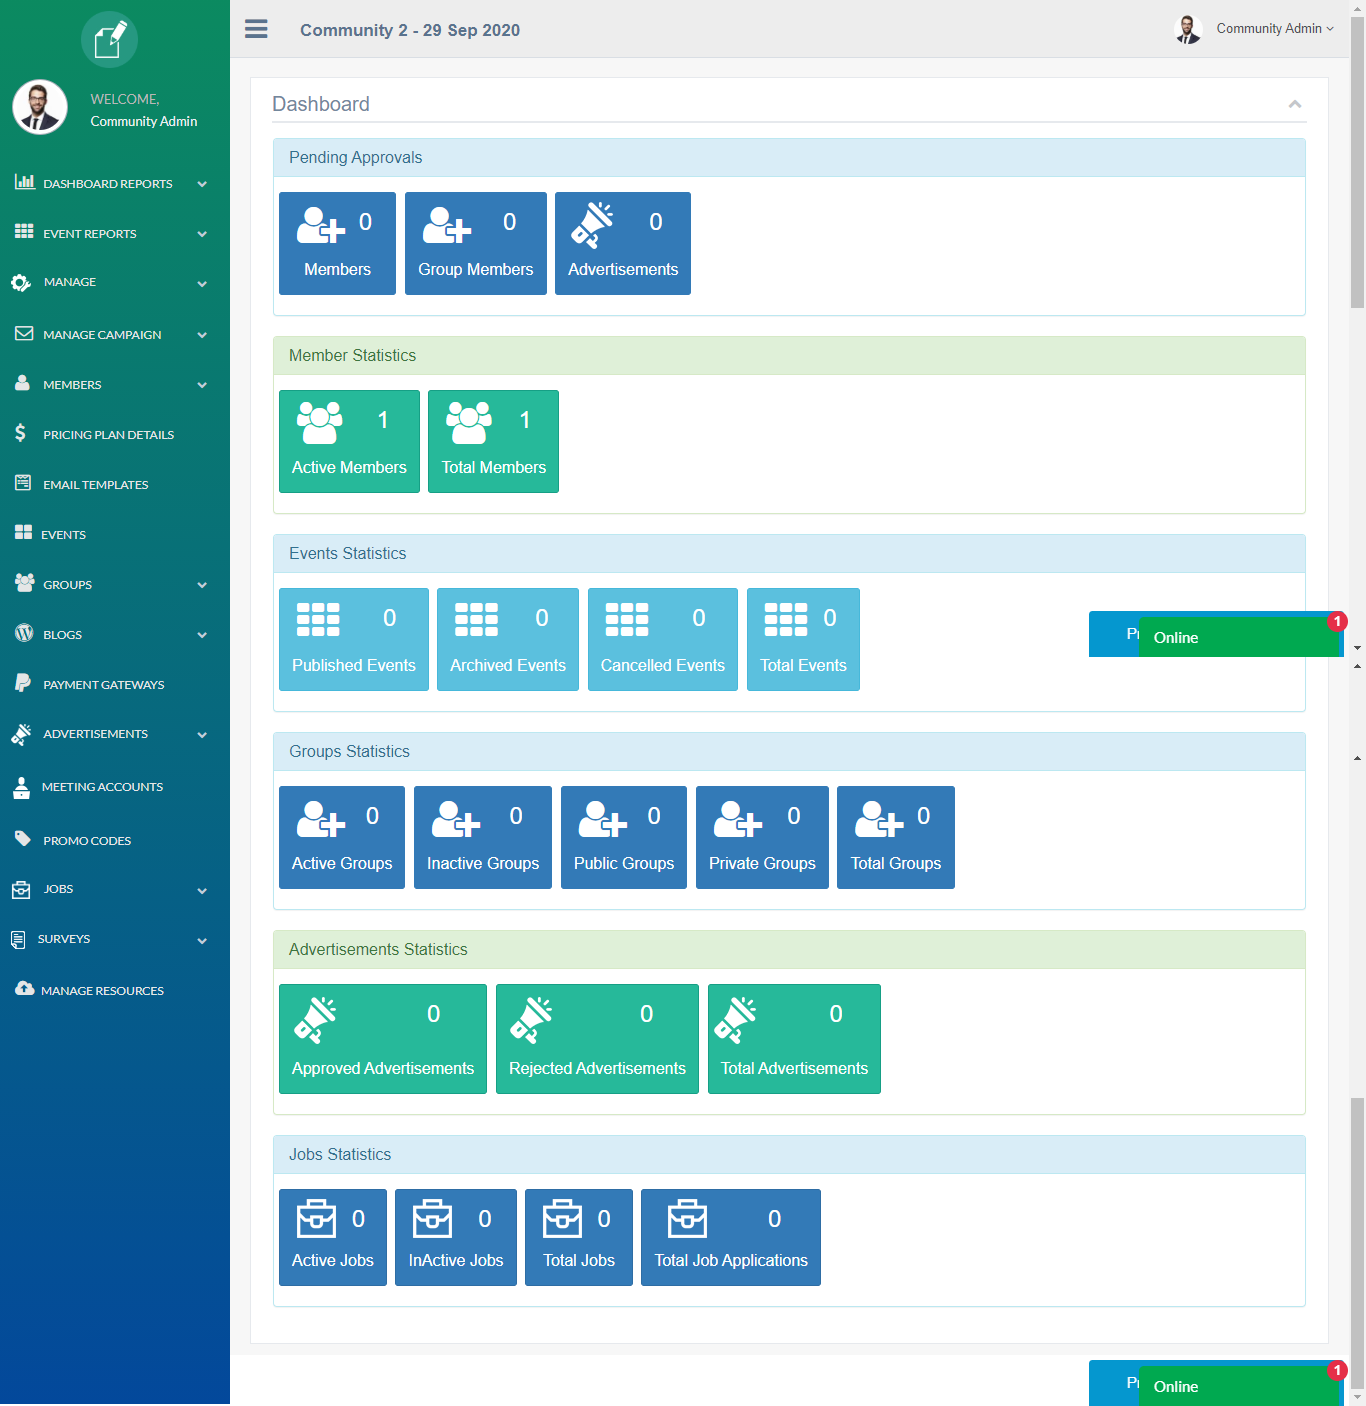 Community 2 - 29 Sep 2020
Community Admin
WELCOME,
Community Admin
DASHBOARD REPORTS
EVENT REPORTS
MANAGE
MANAGE CAMPAIGN
MEMBERS
PRICING PLAN DETAILS
EMAIL TEMPLATES
EVENTS
GROUPS
BLOGS
PAYMENT GATEWAYS
ADVERTISEMENTS
MEETING ACCOUNTS
PROMO CODES
JOBS
SURVEYS
MANAGE RESOURCES
Dashboard
Pending Approvals
0 0 0
Members Group Members Advertisements
Member Statistics
1 1
Active Members Total Members
Events Statistics
0 0 0 0
Published Events Archived Events Cancelled Events Total Events
1
Online
Groups Statistics
0 0 0 0 0
Active Groups Inactive Groups Public Groups Private Groups Total Groups
Advertisements Statistics
0 0 0
Approved Advertisements Rejected Advertisements Total Advertisements
Jobs Statistics
0 0 0 0
Active Jobs InActive Jobs Total Jobs Total Job Applications
1
Online